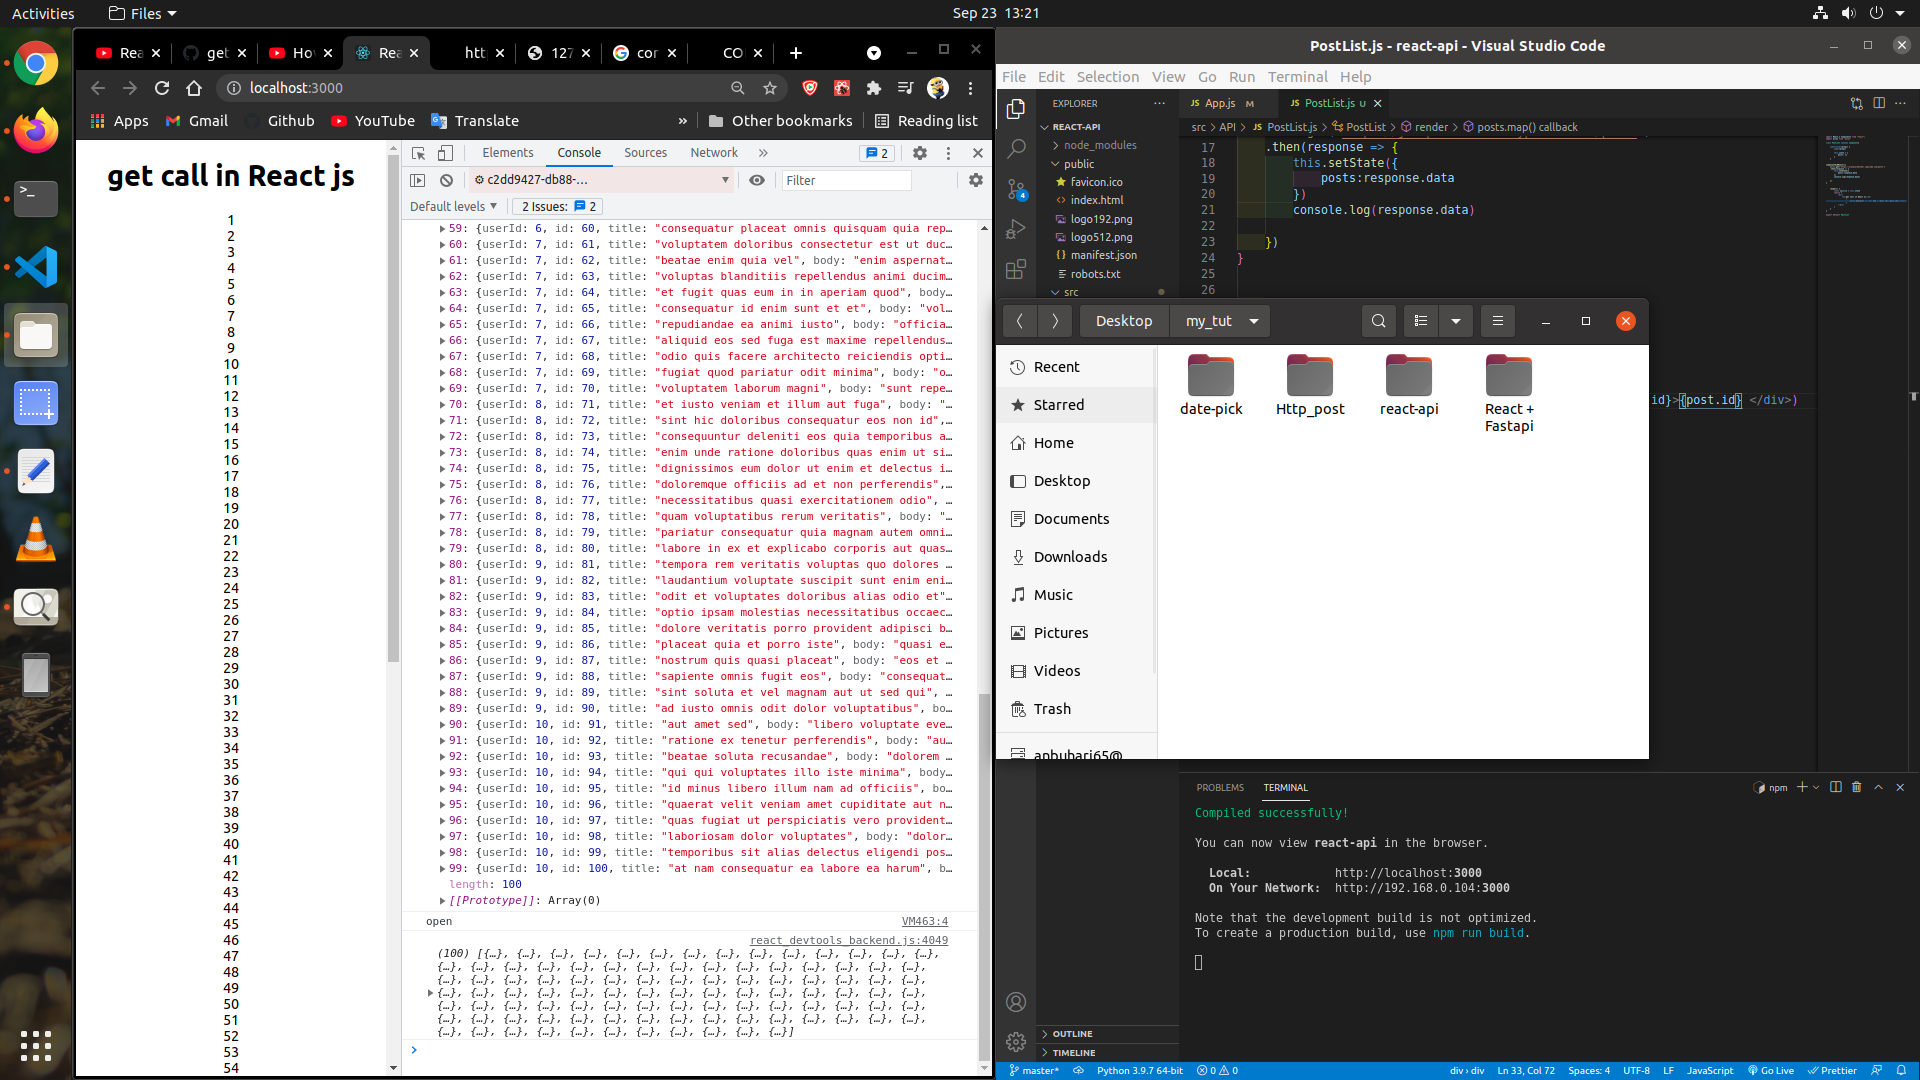 Activities
Files
Sep 23 13:21
Rea
get
Hov
Rea
htt
127
cor
CO
localhost:3000
Apps
Gmail
Github
YouTube
Translate
»
Other bookmarks
Reading list
get call in React js
1
2
3
4
5
6
7
8
9
10
11
12
13
14
15
16
17
18
19
20
21
22
23
24
25
26
27
28
29
30
31
32
33
34
35
36
37
38
39
40
41
42
43
44
45
46
47
48
49
50
51
52
53
54
Elements
Console
Sources
Network
»
2
c2dd9427-db88-...
Filter
Default levels
2 Issues: 2
59: {userId: 6, id: 60, title: "consequatur placeat omnis quisquam quia rep…
60: {userId: 7, id: 61, title: "voluptatem doloribus consectetur est ut duc…
61: {userId: 7, id: 62, title: "beatae enim quia vel", body: "enim aspernat…
62: {userId: 7, id: 63, title: "voluptas blanditiis repellendus animi ducim…
63: {userId: 7, id: 64, title: "et fugit quas eum in in aperiam quod", body…
64: {userId: 7, id: 65, title: "consequatur id enim sunt et et", body: "vol…
65: {userId: 7, id: 66, title: "repudiandae ea animi iusto", body: "officia…
66: {userId: 7, id: 67, title: "aliquid eos sed fuga est maxime repellendus…
67: {userId: 7, id: 68, title: "odio quis facere architecto reiciendis opti…
68: {userId: 7, id: 69, title: "fugiat quod pariatur odit minima", body: "o…
69: {userId: 7, id: 70, title: "voluptatem laborum magni", body: "sunt repe…
70: {userId: 8, id: 71, title: "et iusto veniam et illum aut fuga", body: "…
71: {userId: 8, id: 72, title: "sint hic doloribus consequatur eos non id",…
72: {userId: 8, id: 73, title: "consequuntur deleniti eos quia temporibus a…
73: {userId: 8, id: 74, title: "enim unde ratione doloribus quas enim ut si…
74: {userId: 8, id: 75, title: "dignissimos eum dolor ut enim et delectus i…
75: {userId: 8, id: 76, title: "doloremque officiis ad et non perferendis",…
76: {userId: 8, id: 77, title: "necessitatibus quasi exercitationem odio", …
77: {userId: 8, id: 78, title: "quam voluptatibus rerum veritatis", body: "…
78: {userId: 8, id: 79, title: "pariatur consequatur quia magnam autem omni…
79: {userId: 8, id: 80, title: "labore in ex et explicabo corporis aut quas…
80: {userId: 9, id: 81, title: "tempora rem veritatis voluptas quo dolores …
81: {userId: 9, id: 82, title: "laudantium voluptate suscipit sunt enim eni…
82: {userId: 9, id: 83, title: "odit et voluptates doloribus alias odio et"…
83: {userId: 9, id: 84, title: "optio ipsam molestias necessitatibus occaec…
84: {userId: 9, id: 85, title: "dolore veritatis porro provident adipisci b…
85: {userId: 9, id: 86, title: "placeat quia et porro iste", body: "quasi e…
86: {userId: 9, id: 87, title: "nostrum quis quasi placeat", body: "eos et …
87: {userId: 9, id: 88, title: "sapiente omnis fugit eos", body: "consequat…
88: {userId: 9, id: 89, title: "sint soluta et vel magnam aut ut sed qui", …
89: {userId: 9, id: 90, title: "ad iusto omnis odit dolor voluptatibus", bo…
90: {userId: 10, id: 91, title: "aut amet sed", body: "libero voluptate eve…
91: {userId: 10, id: 92, title: "ratione ex tenetur perferendis", body: "au…
92: {userId: 10, id: 93, title: "beatae soluta recusandae", body: "dolorem …
93: {userId: 10, id: 94, title: "qui qui voluptates illo iste minima", body…
94: {userId: 10, id: 95, title: "id minus libero illum nam ad officiis", bo…
95: {userId: 10, id: 96, title: "quaerat velit veniam amet cupiditate aut n…
96: {userId: 10, id: 97, title: "quas fugiat ut perspiciatis vero provident…
97: {userId: 10, id: 98, title: "laboriosam dolor voluptates", body: "dolor…
98: {userId: 10, id: 99, title: "temporibus sit alias delectus eligendi pos…
99: {userId: 10, id: 100, title: "at nam consequatur ea labore ea harum", b…
length: 100
[[Prototype]]: Array(0)
open
VM463:4
react_devtools_backend.js:4049
(100) [{…}, {…}, {…}, {…}, {…}, {…}, {…}, {…}, {…}, {…}, {…}, {…}, {…}, {…},
{…}, {…}, {…}, {…}, {…}, {…}, {…}, {…}, {…}, {…}, {…}, {…}, {…}, {…}, {…},
{…}, {…}, {…}, {…}, {…}, {…}, {…}, {…}, {…}, {…}, {…}, {…}, {…}, {…}, {…},
{…}, {…}, {…}, {…}, {…}, {…}, {…}, {…}, {…}, {…}, {…}, {…}, {…}, {…}, {…},
{…}, {…}, {…}, {…}, {…}, {…}, {…}, {…}, {…}, {…}, {…}, {…}, {…}, {…}, {…},
{…}, {…}, {…}, {…}, {…}, {…}, {…}, {…}, {…}, {…}, {…}, {…}, {…}, {…}, {…},
{…}, {…}, {…}, {…}, {…}, {…}, {…}, {…}, {…}, {…}, {…}]
PostList.js - react-api - Visual Studio Code
File Edit Selection View Go Run Terminal Help
EXPLORER
REACT-API
node_modules
public
favicon.ico
index.html
logo192.png
logo512.png
manifest.json
robots.txt
src
4
App.js M
PostList.js U
src > API > JS PostList.js > PostList > render > posts.map() callback
17 .then(response => {
18 this.setState({
19 posts:response.data
20 })
21 console.log(response.data)
22
23 })
24 }
25
26
id}>{post.id} </div>)
Desktop
my_tut
Recent
Starred
Home
Desktop
Documents
Downloads
Music
Pictures
Videos
Trash
anbuhari65@
date-pick
Http_post
react-api
React +
Fastapi
PROBLEMS
TERMINAL
npm
Compiled successfully!
You can now view react-api in the browser.
Local: http://localhost:3000
On Your Network: http://192.168.0.104:3000
Note that the development build is not optimized.
To create a production build, use npm run build.
OUTLINE
TIMELINE
master*
Python 3.9.7 64-bit
0 0
div › div
Ln 33, Col 72
Spaces: 4
UTF-8
LF
JavaScript
Go Live
Prettier